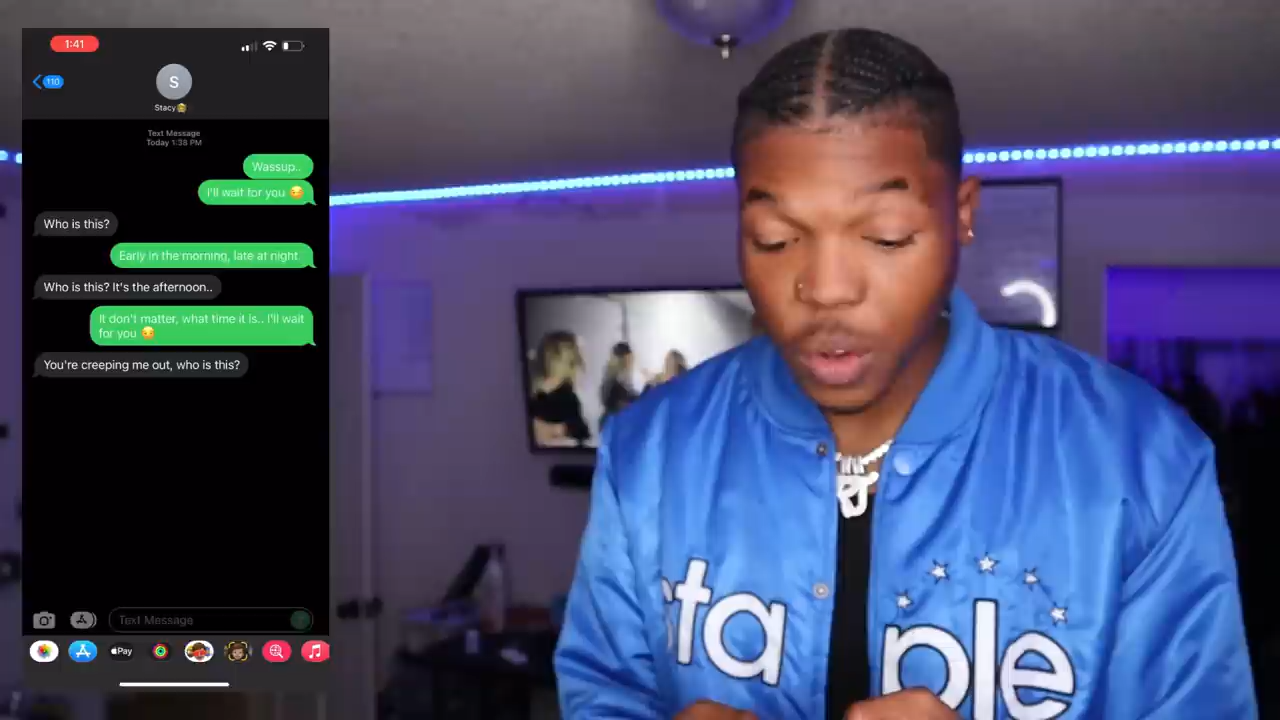 1:41
110
S
Stacy
Text Message
Today 1:38 PM
Wassup..
I'll wait for you 😏
Who is this?
Early in the morning, late at night
Who is this? It's the afternoon..
It don't matter, what time it is.. I'll wait
for you 😏
You're creeping me out, who is this?
Text Message
Pay
sta ple